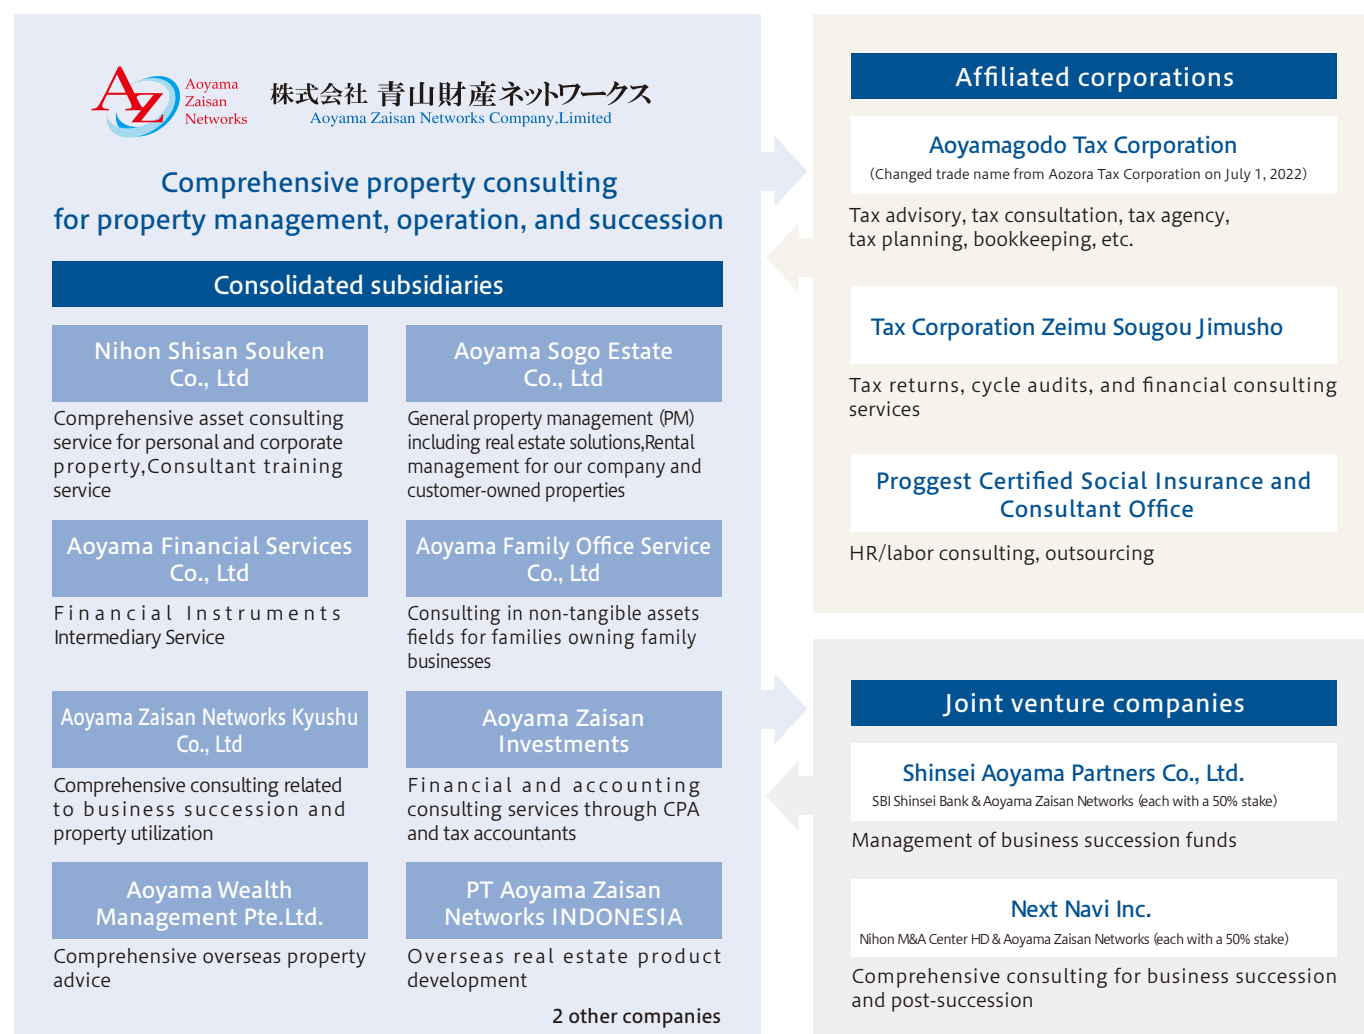 AZ
Aoyama
Zaisan
Networks
株式会社 青山財産ネットワークス
Aoyama Zaisan Networks Company,Limited
Comprehensive property consulting
for property management, operation, and succession
Consolidated subsidiaries
Nihon Shisan Souken
Co., Ltd
Comprehensive asset consulting
service for personal and corporate
property,Consultant training
service
Aoyama Sogo Estate
Co., Ltd
General property management (PM)
including real estate solutions,Rental
management for our company and
customer-owned properties
Aoyama Financial Services
Co., Ltd
Financial Instruments
Intermediary Service
Aoyama Family Office Service
Co., Ltd
Consulting in non-tangible assets
fields for families owning family
businesses
Aoyama Zaisan Networks Kyushu
Co., Ltd
Comprehensive consulting related
to business succession and
property utilization
Aoyama Zaisan
Investments
Financial and accounting
consulting services through CPA
and tax accountants
Aoyama Wealth
Management Pte.Ltd.
Comprehensive overseas property
advice
PT Aoyama Zaisan
Networks INDONESIA
Overseas real estate product
development
2 other companies
Affiliated corporations
Aoyamagodo Tax Corporation
(Changed trade name from Aozora Tax Corporation on July 1, 2022)
Tax advisory, tax consultation, tax agency,
tax planning, bookkeeping, etc.
Tax Corporation Zeimu Sougou Jimusho
Tax returns, cycle audits, and financial consulting
services
Proggest Certified Social Insurance and
Consultant Office
HR/labor consulting, outsourcing
Joint venture companies
Shinsei Aoyama Partners Co., Ltd.
SBI Shinsei Bank & Aoyama Zaisan Networks (each with a 50% stake)
Management of business succession funds
Next Navi Inc.
Nihon M&A Center HD & Aoyama Zaisan Networks (each with a 50% stake)
Comprehensive consulting for business succession
and post-succession